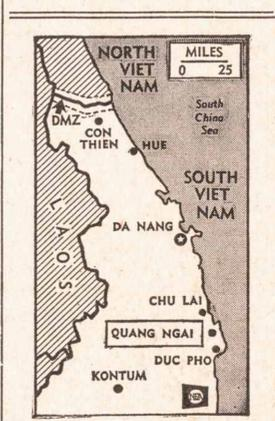 NORTH
VIET
NAM
MILES
0 25
South
China
Sea
DMZ
CON
THIEN
HUE
SOUTH
VIET
NAM
LAOS
DA NANG
CHU LAI
QUANG NGAI
DUC PHO
KONTUM
NEA